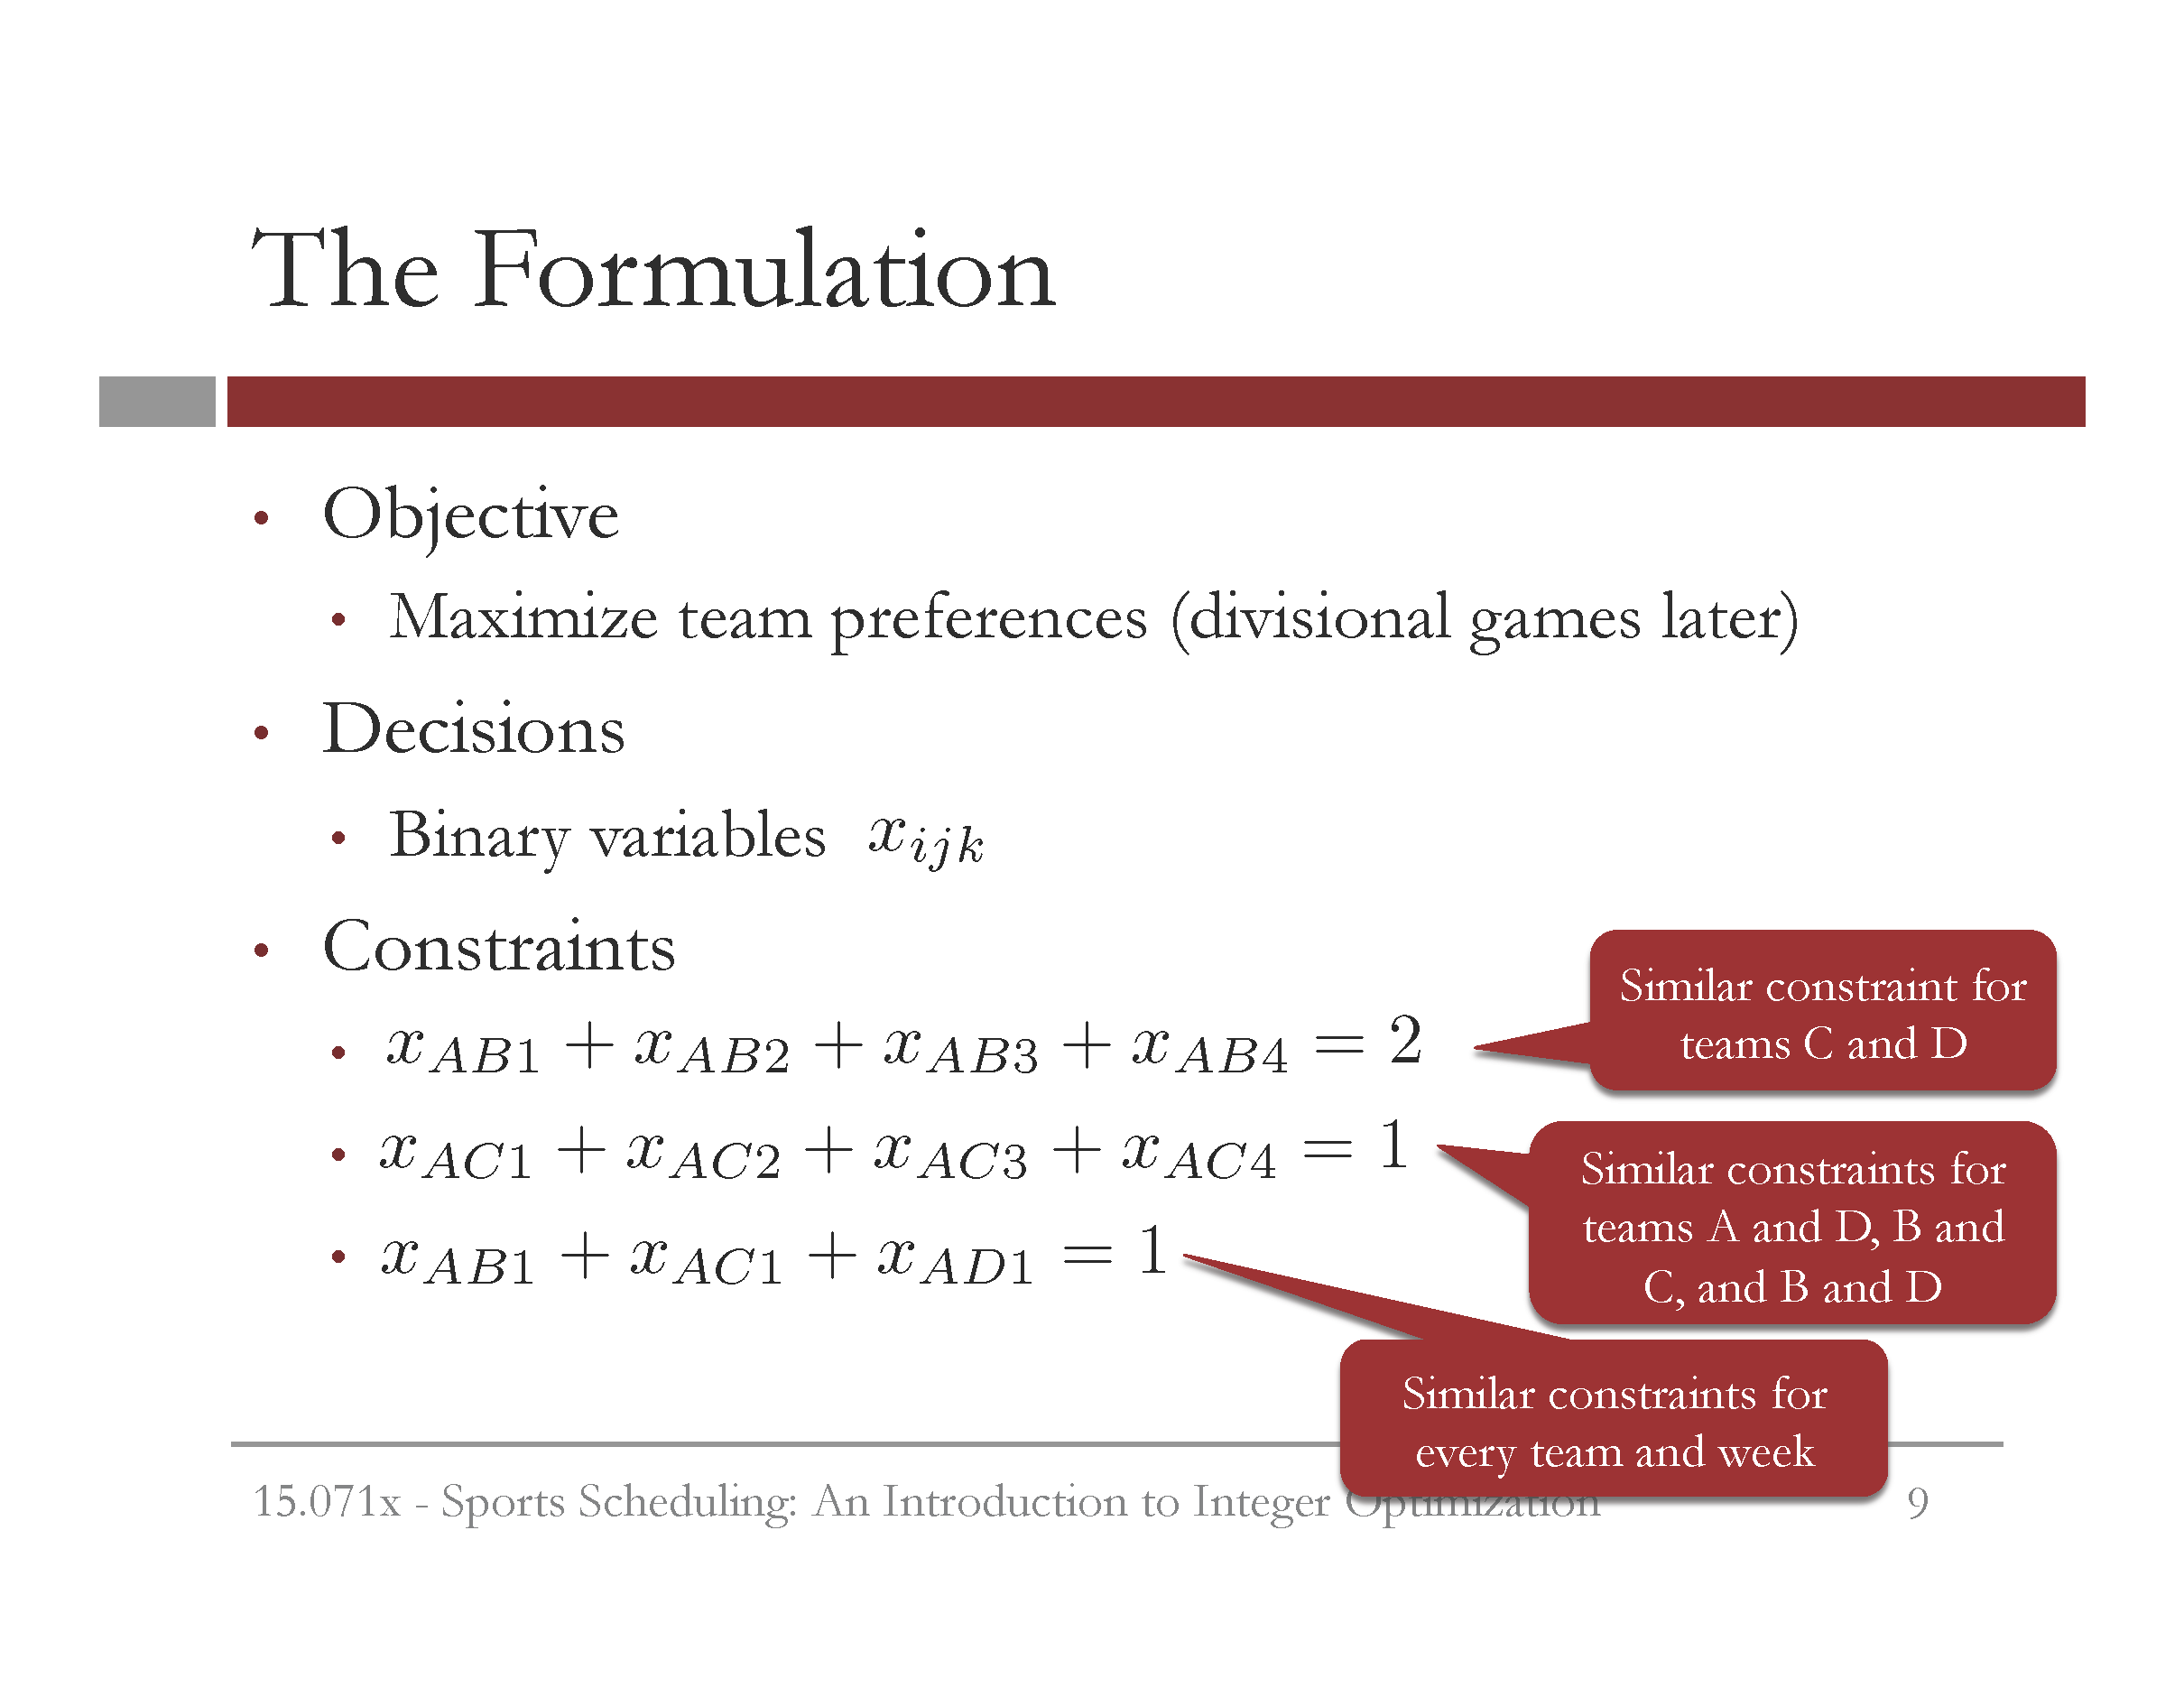 The Formulation
• Objective
• Maximize team preferences (divisional games later)
• Decisions
• Binary variables x_{ijk}
• Constraints
• x_{AB1} + x_{AB2} + x_{AB3} + x_{AB4} = 2
Similar constraint for
teams C and D
• x_{AC1} + x_{AC2} + x_{AC3} + x_{AC4} = 1
Similar constraints for
teams A and D, B and
C, and B and D
• x_{AB1} + x_{AC1} + x_{AD1} = 1
Similar constraints for
every team and week
15.071x - Sports Scheduling: An Introduction to Integer Optimization 9